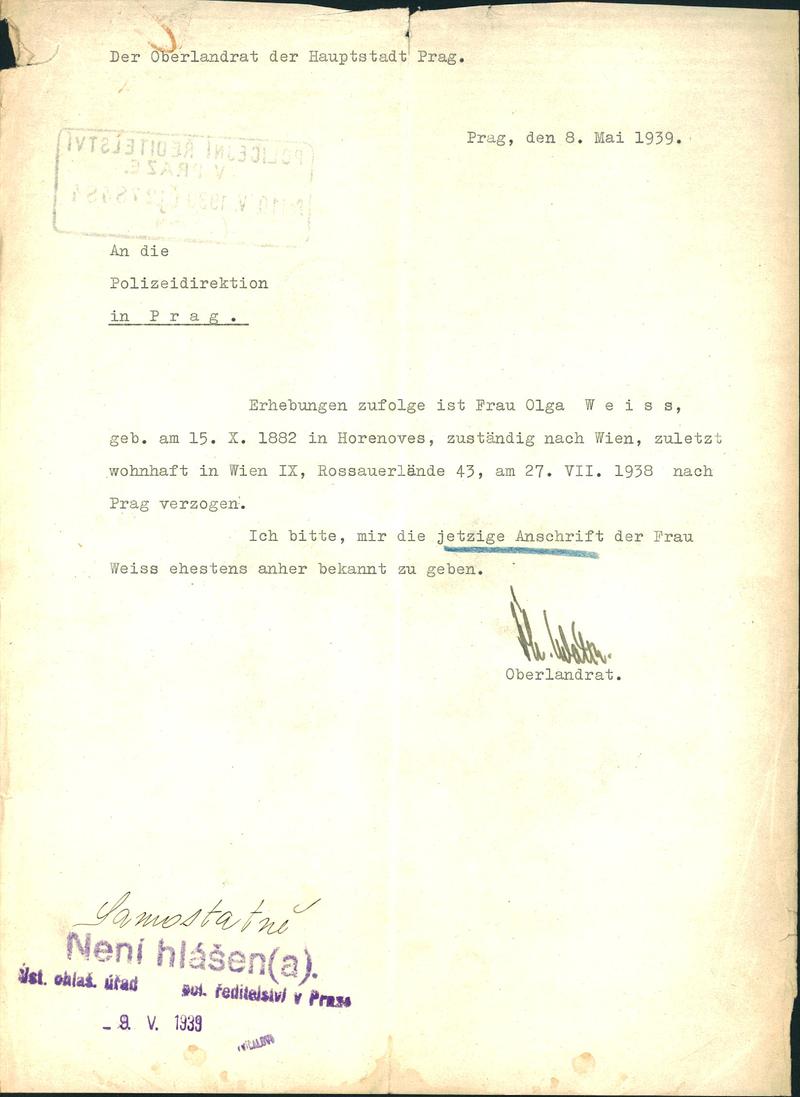 Der Oberlandrat der Hauptstadt Prag.
Prag, den 8. Mai 1939.
POLICEJNÍ ŘEDITELSTVÍ
V PRAZE.
10. V. 1939
An die
Polizeidirektion
in P r a g .
Erhebungen zufolge ist Frau Olga W e i s s,
geb. am 15. X. 1882 in Horenoves, zuständig nach Wien, zuletzt
wohnhaft in Wien IX, Rossauerlände 43, am 27. VII. 1938 nach
Prag verzogen.
Ich bitte, mir die jetzige Anschrift der Frau
Weiss ehestens anher bekannt zu geben.
Oberlandrat.
Samostatně
Není hlášen(a).
Úst. ohlaš. úřad pol. ředitelství v Praze
- 9. V. 1939